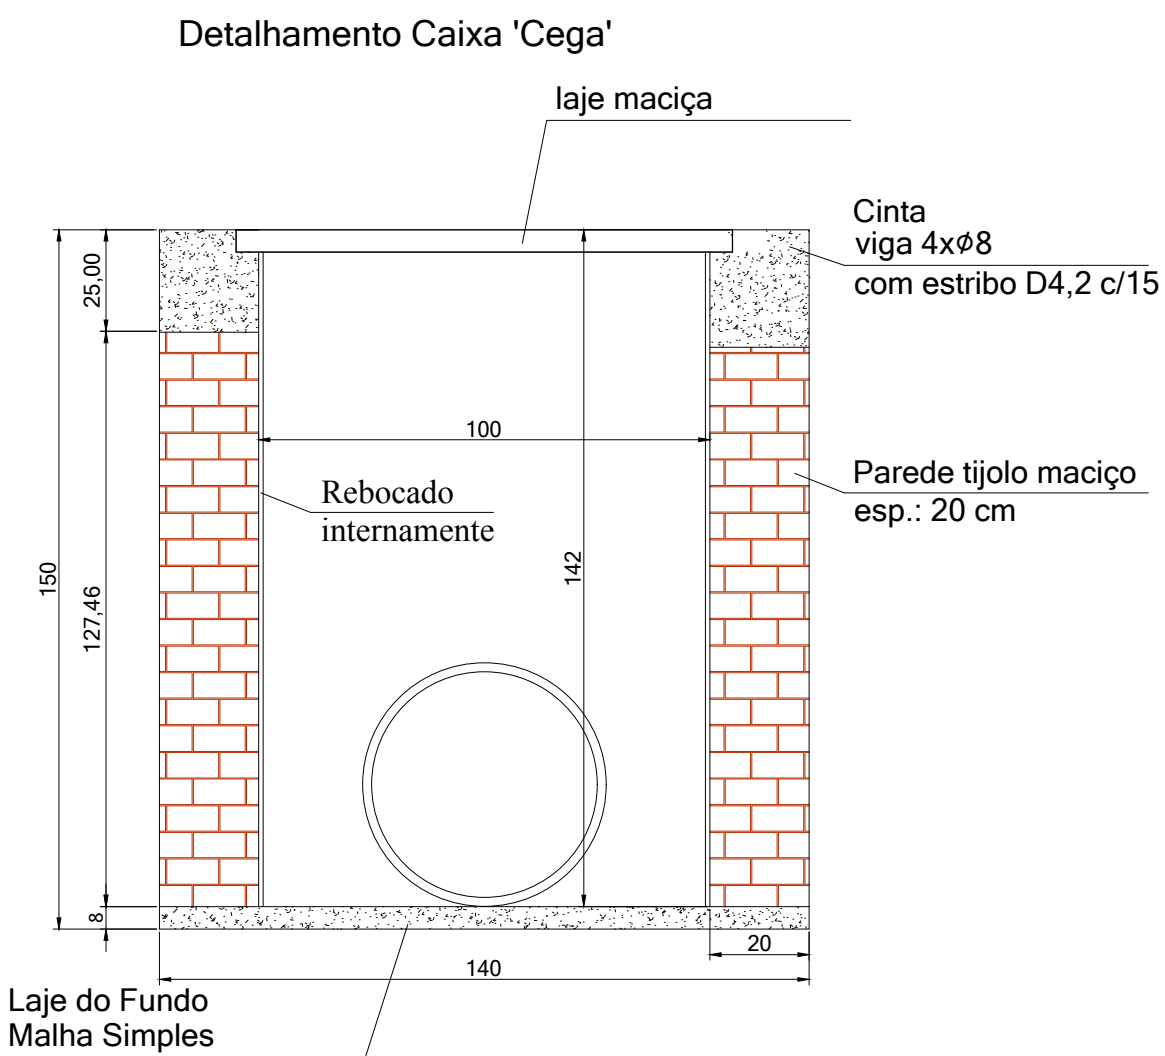 Detalhamento Caixa 'Cega'
laje maciça
Cinta
viga 4xϕ8
com estribo D4,2 c/15
25,00
100
Rebocado
internamente
Parede tijolo maciço
esp.: 20 cm
150
127,46
142
8
20
140
Laje do Fundo
Malha Simples